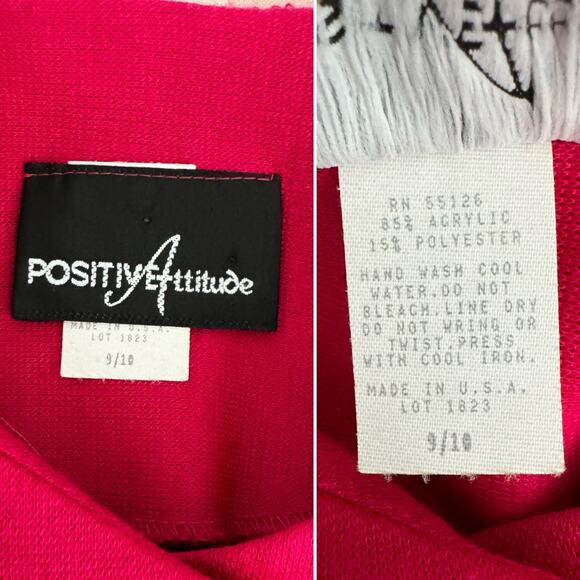 POSITIVE Attitude
MADE IN U.S.A.
LOT 1823
9/10
RN 55126
85% ACRYLIC
15% POLYESTER
HAND WASH COOL
WATER.DO NOT
BLEACH.LINE DRY
DO NOT WRING OR
TWIST.PRESS
WITH COOL IRON.
MADE IN U.S.A.
LOT 1823
9/10